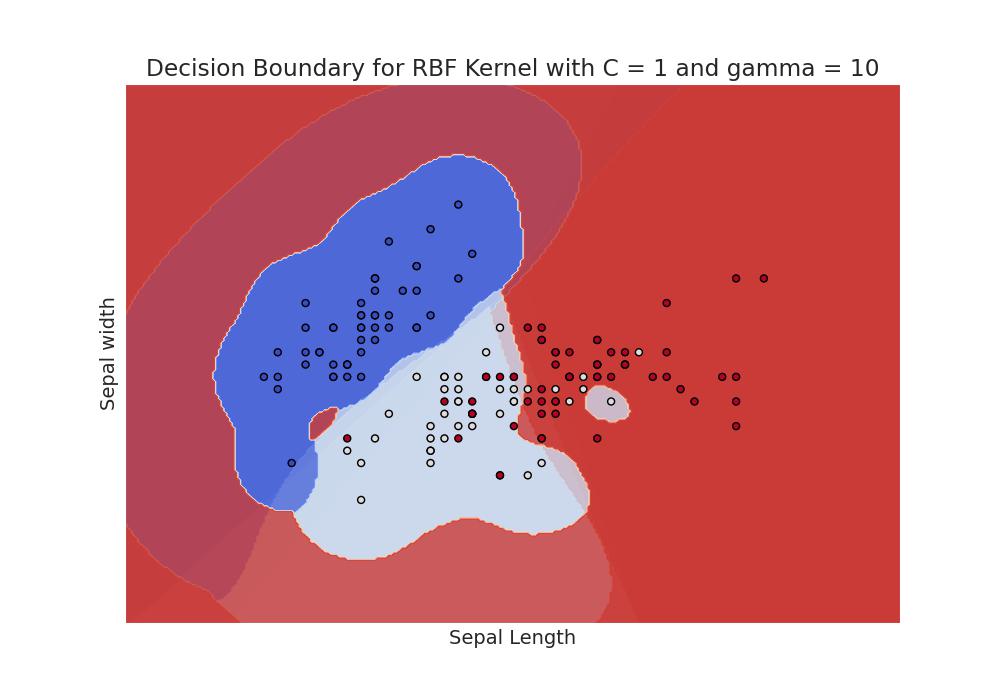 Decision Boundary for RBF Kernel with C = 1 and gamma = 10
Sepal width
Sepal Length